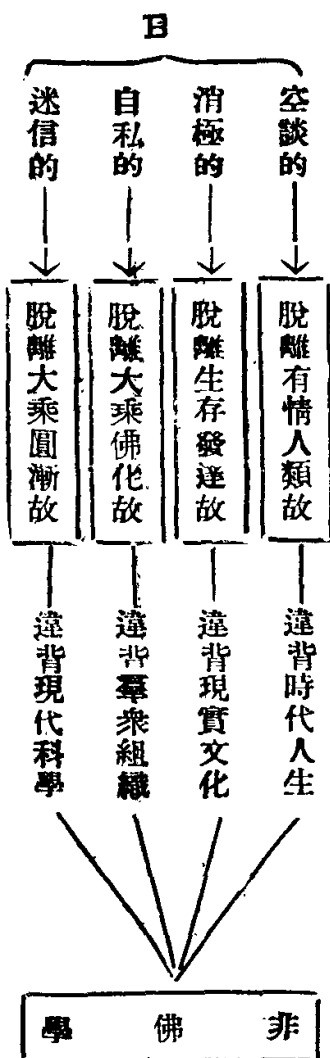 B
空談的
脫離有情人類故
違背時代人生
消極的
脫離生存發達故
違背現實文化
自私的
脫離大乘佛化故
違背羣衆組織
迷信的
脫離大乘圓漸故
違背現代科學
非佛學